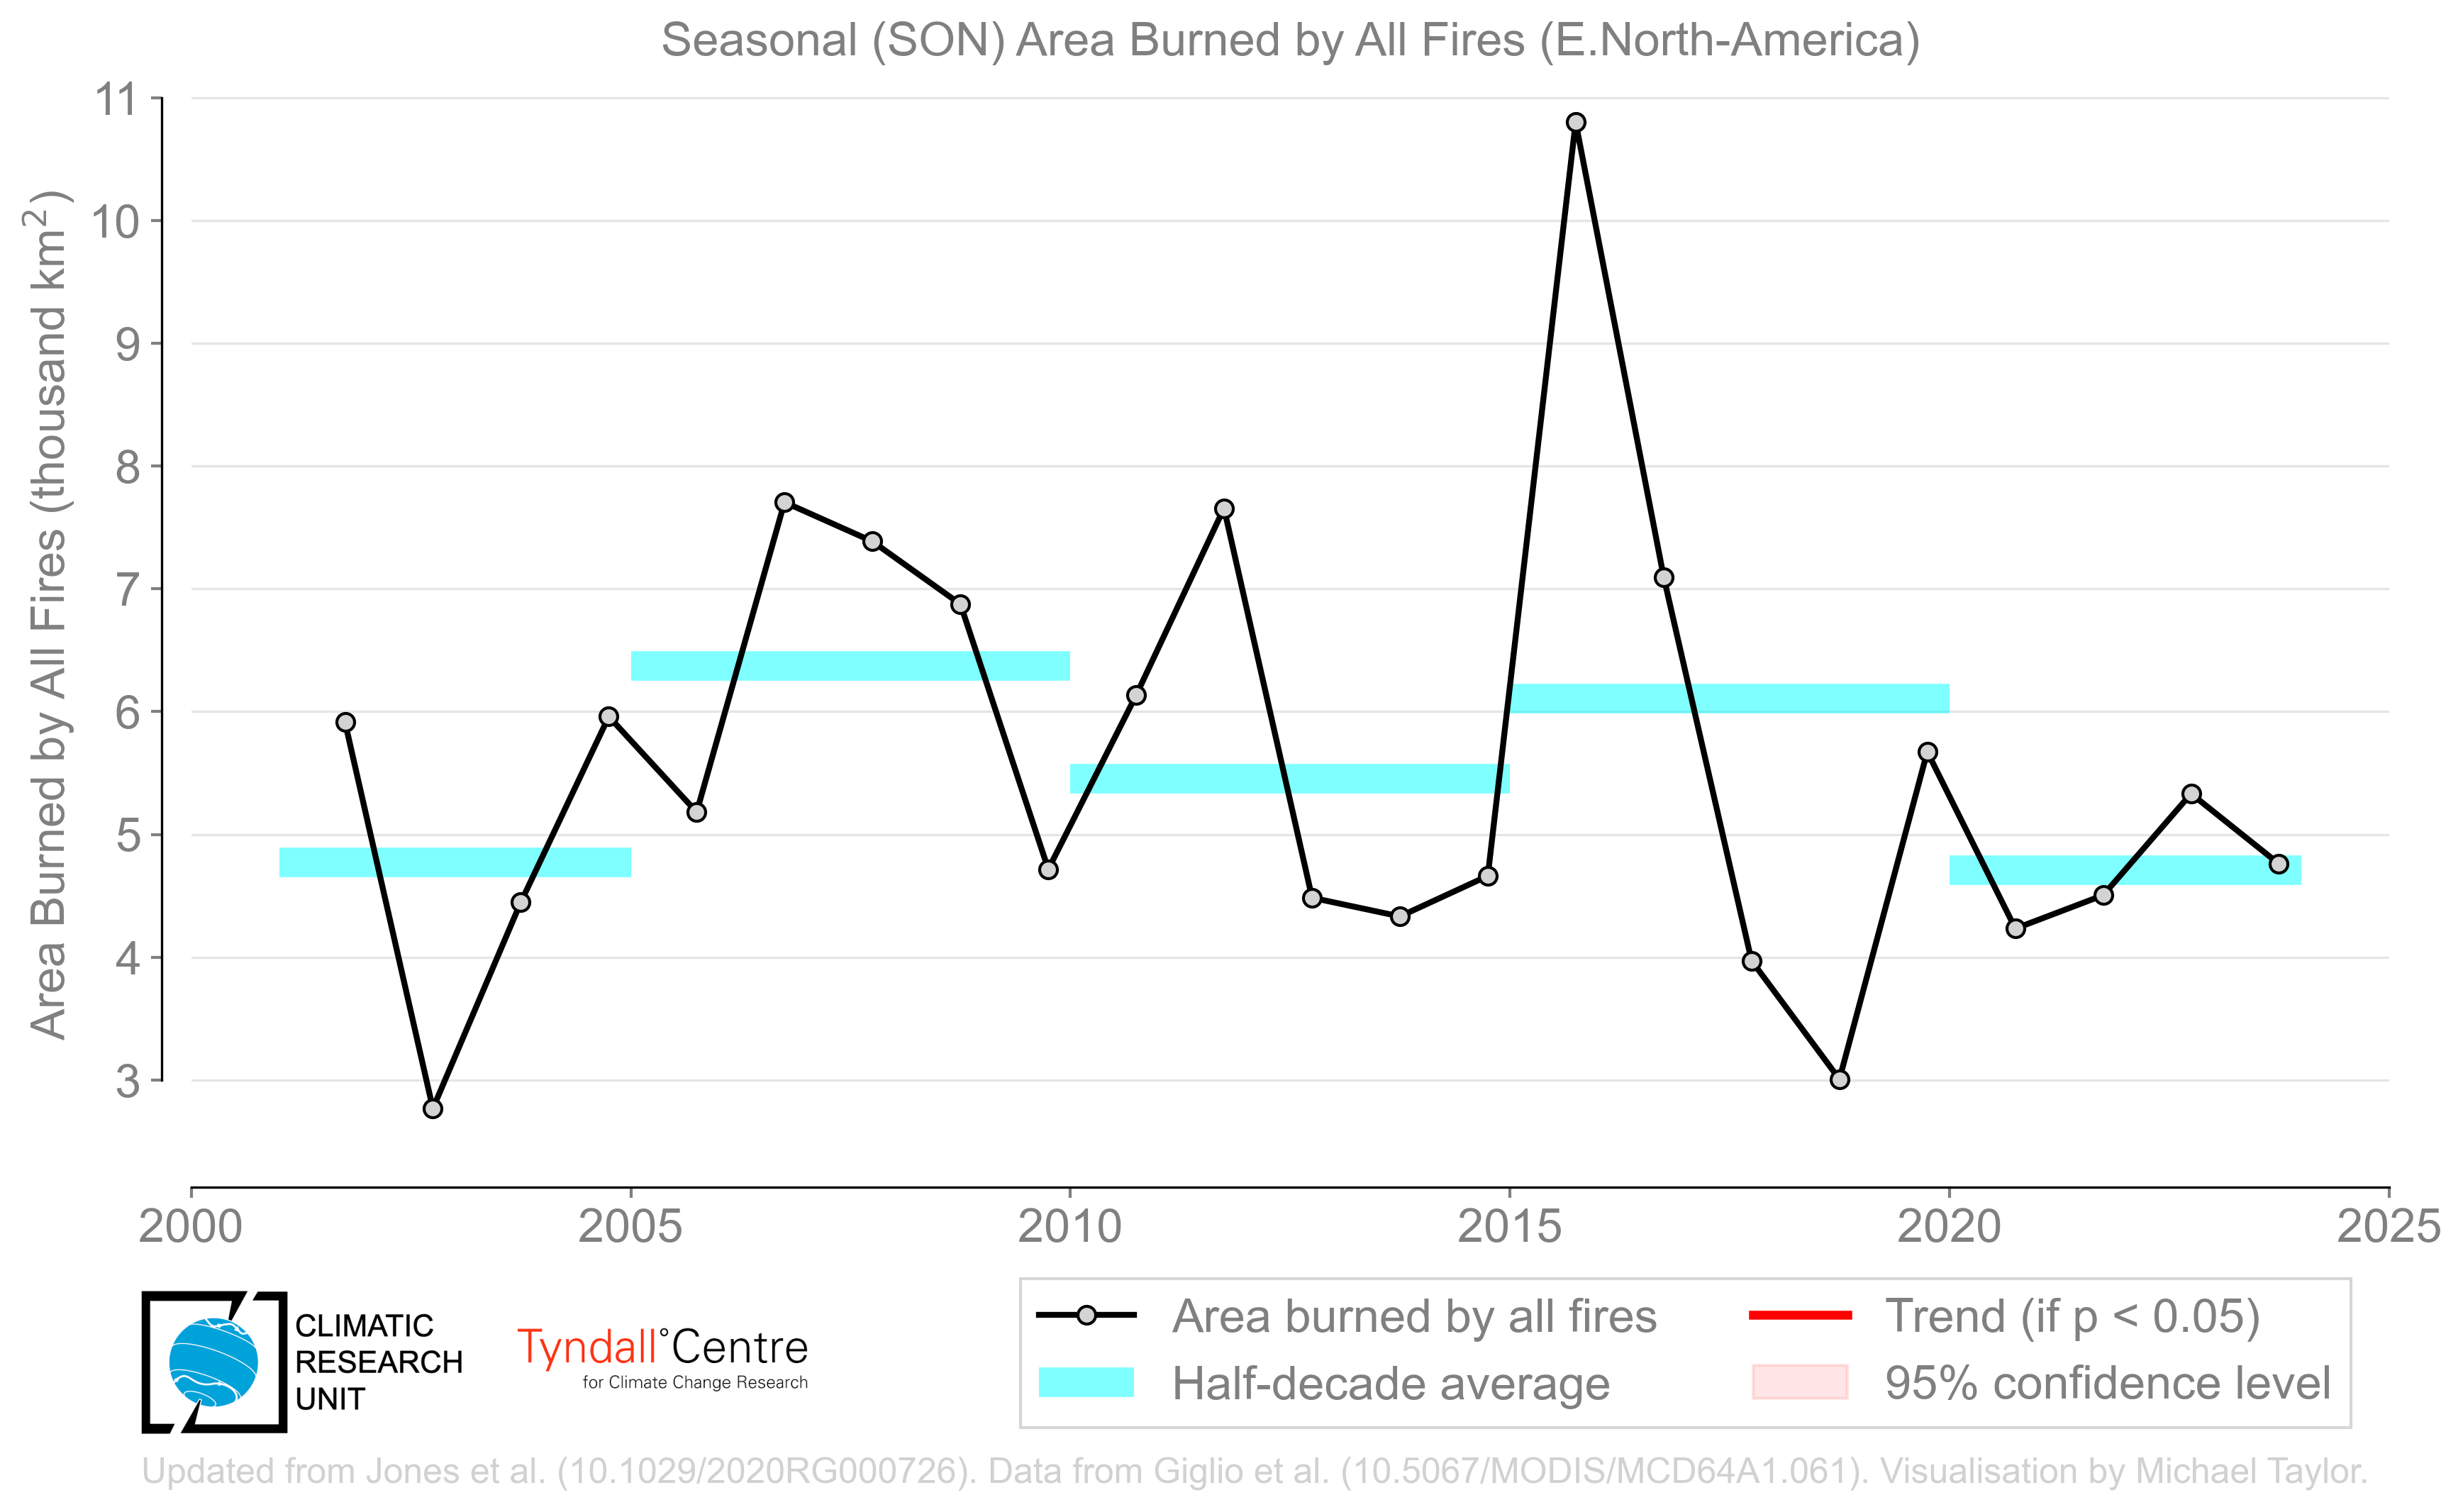 Seasonal (SON) Area Burned by All Fires (E.North-America)
Area Burned by All Fires (thousand km²)
11
10
9
8
7
6
5
4
3
2000 2005 2010 2015 2020 2025
Area burned by all fires
Trend (if p < 0.05)
Half-decade average
95% confidence level
CLIMATIC
RESEARCH
UNIT
Tyndall°Centre
for Climate Change Research
Updated from Jones et al. (10.1029/2020RG000726). Data from Giglio et al. (10.5067/MODIS/MCD64A1.061). Visualisation by Michael Taylor.